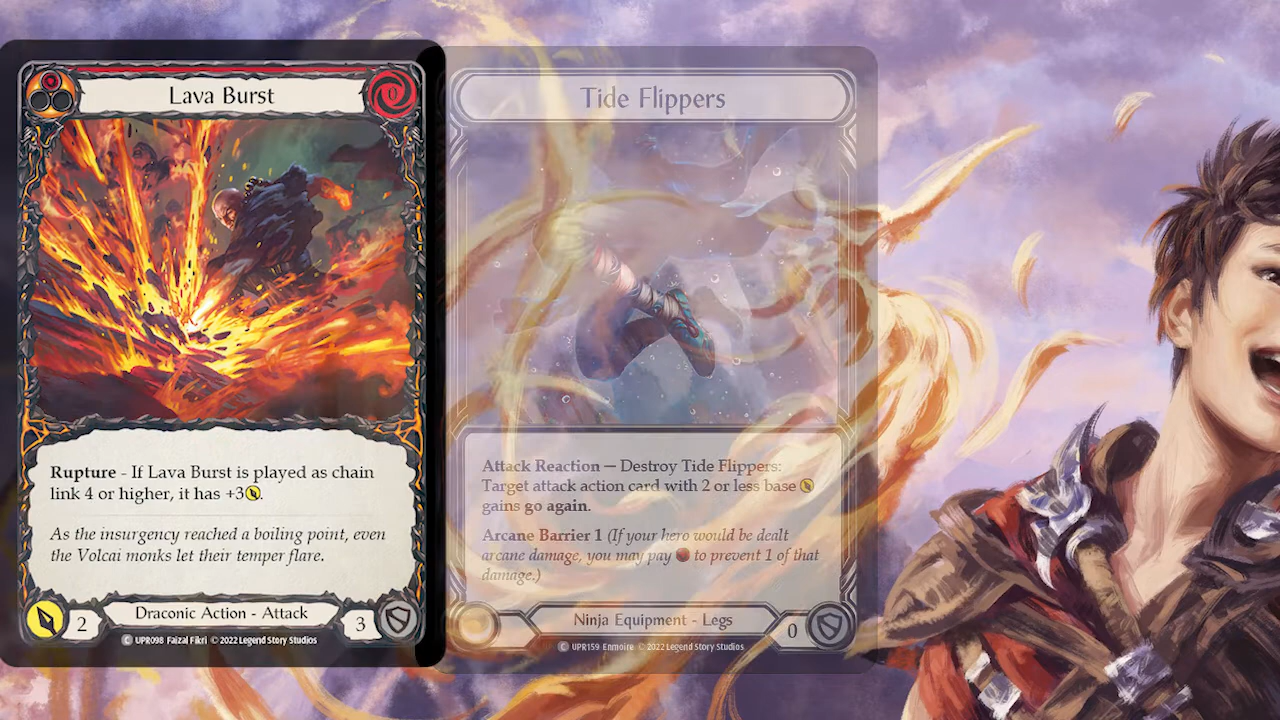 Lava Burst
Rupture - If Lava Burst is played as chain
link 4 or higher, it has +3.
As the insurgency reached a boiling point, even
the Volcai monks let their temper flare.
2
Draconic Action - Attack
3
C UPR098 Faizal Fikri © 2022 Legend Story Studios
Tide Flippers
Attack Reaction — Destroy Tide Flippers:
Target attack action card with 2 or less base
gains go again.
Arcane Barrier 1 (If your hero would be dealt
arcane damage, you may pay to prevent 1 of that
damage.)
Ninja Equipment - Legs
0
C UPR159 Enmoire © 2022 Legend Story Studios